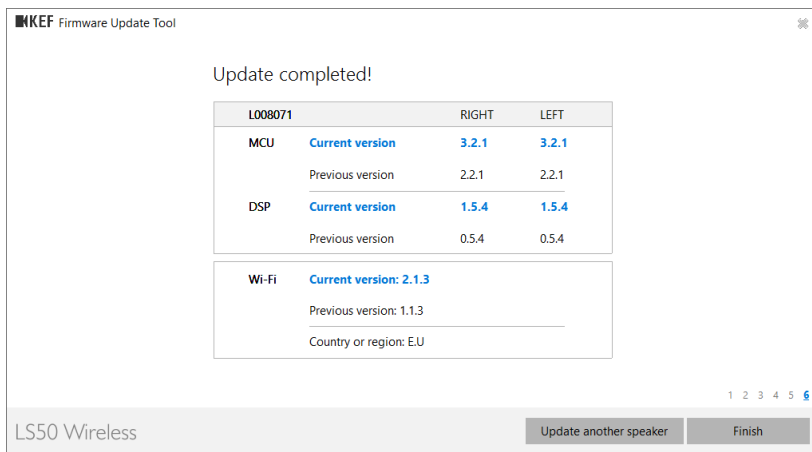 KEF Firmware Update Tool
Update completed!
L008071 RIGHT LEFT
MCU Current version 3.2.1 3.2.1
Previous version 2.2.1 2.2.1
DSP Current version 1.5.4 1.5.4
Previous version 0.5.4 0.5.4
Wi-Fi Current version: 2.1.3
Previous version: 1.1.3
Country or region: E.U
1 2 3 4 5 6
LS50 Wireless Update another speaker Finish